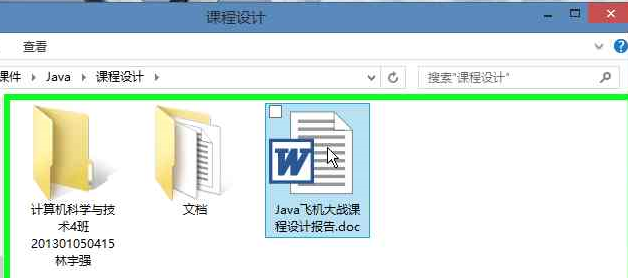 课程设计
查看
课件 ▸ Java ▸ 课程设计 ▸
搜索"课程设计"
计算机科学与技
术4班
201301050415
林宇强
文档
Java飞机大战课
程设计报告.doc